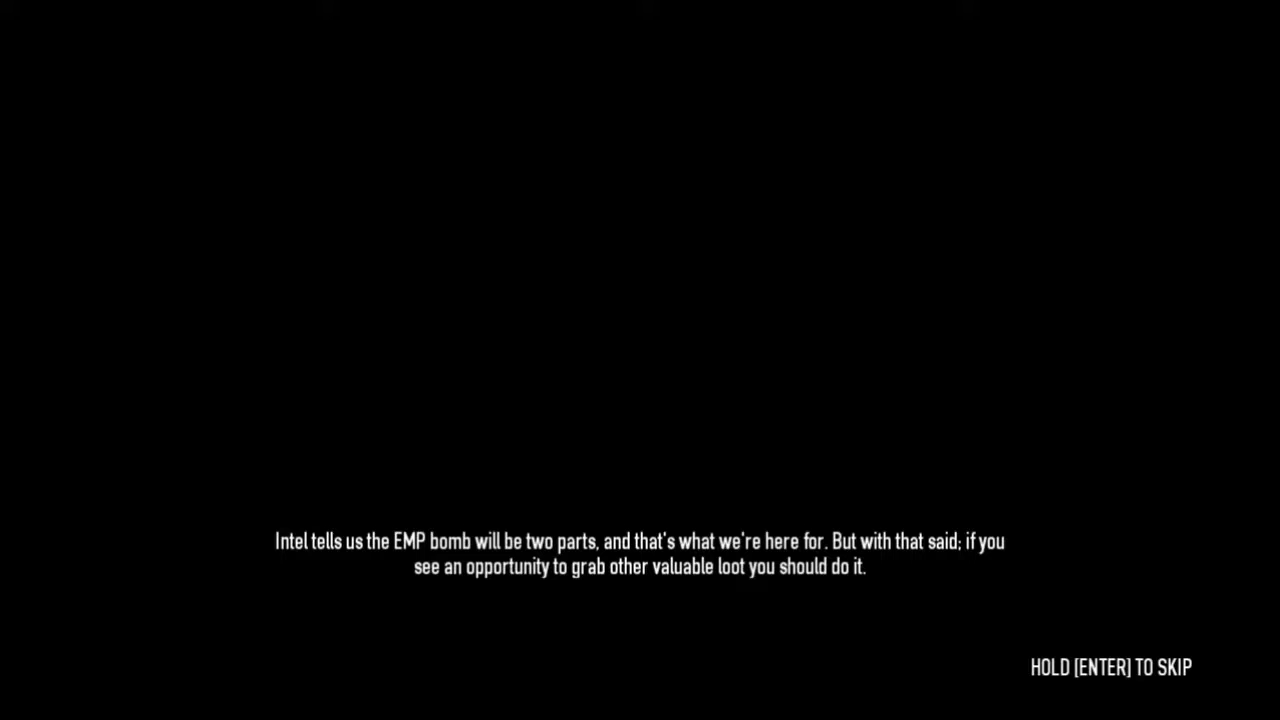 Intel tells us the EMP bomb will be two parts, and that's what we're here for. But with that said; if you
see an opportunity to grab other valuable loot you should do it.
HOLD [ENTER] TO SKIP